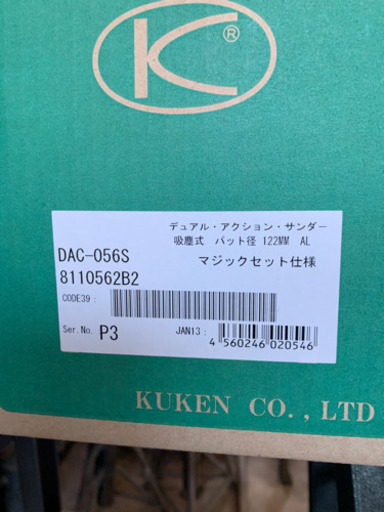 K ®
デュアル・アクション・サンダー
吸塵式 パット径 122MM AL
DAC-056S
マジックセット仕様
8110562B2
CODE39:
Ser.No. P3
JAN13:
4 560246 020546
KUKEN CO., LTD